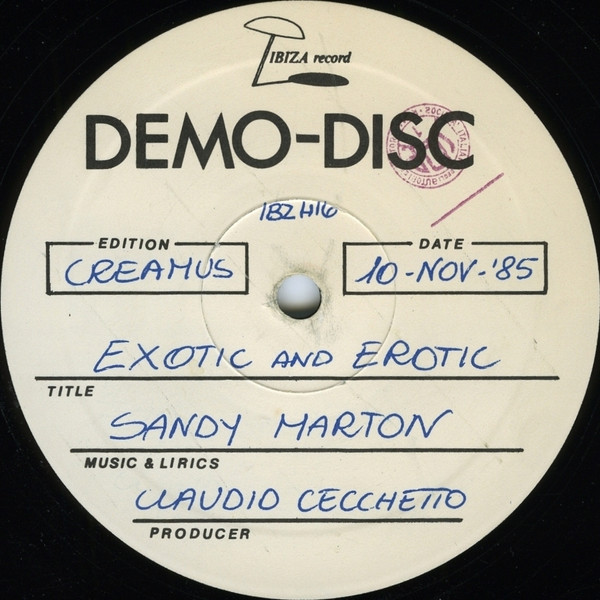 IBIZA record
DEMO-DISC
IBZ H16
EDITION
CREAMUS
DATE
10-NOV-'85
EXOTIC AND EROTIC
TITLE
SANDY MARTON
MUSIC & LIRICS
CLAUDIO CECCHETTO
PRODUCER